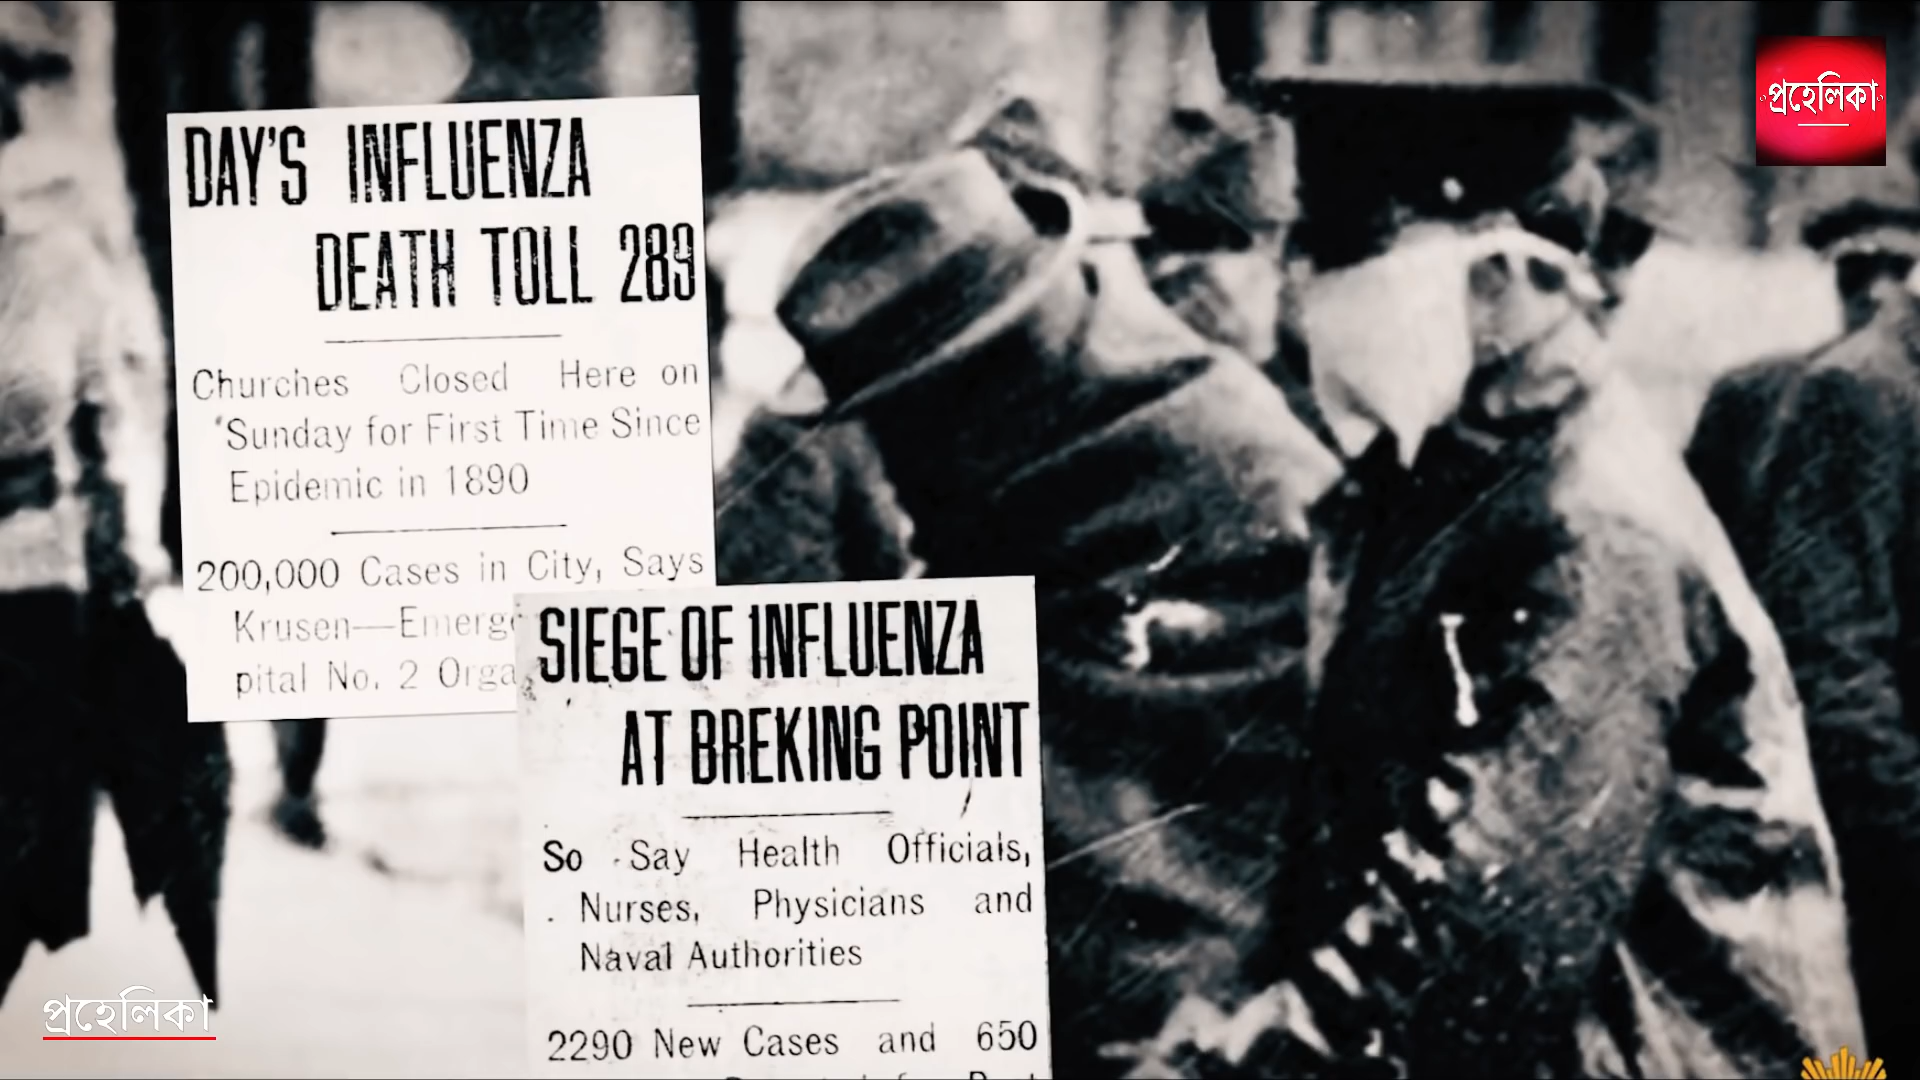 DAY'S INFLUENZA
DEATH TOLL 289
Churches Closed Here on
Sunday for First Time Since
Epidemic in 1890
200,000 Cases in City, Says
Krusen—Emerg
pital No. 2 Orga
SIEGE OF INFLUENZA
AT BREKING POINT
So Say Health Officials,
Nurses, Physicians and
Naval Authorities
2290 New Cases and 650
প্রহেলিকা
প্রহেলিকা